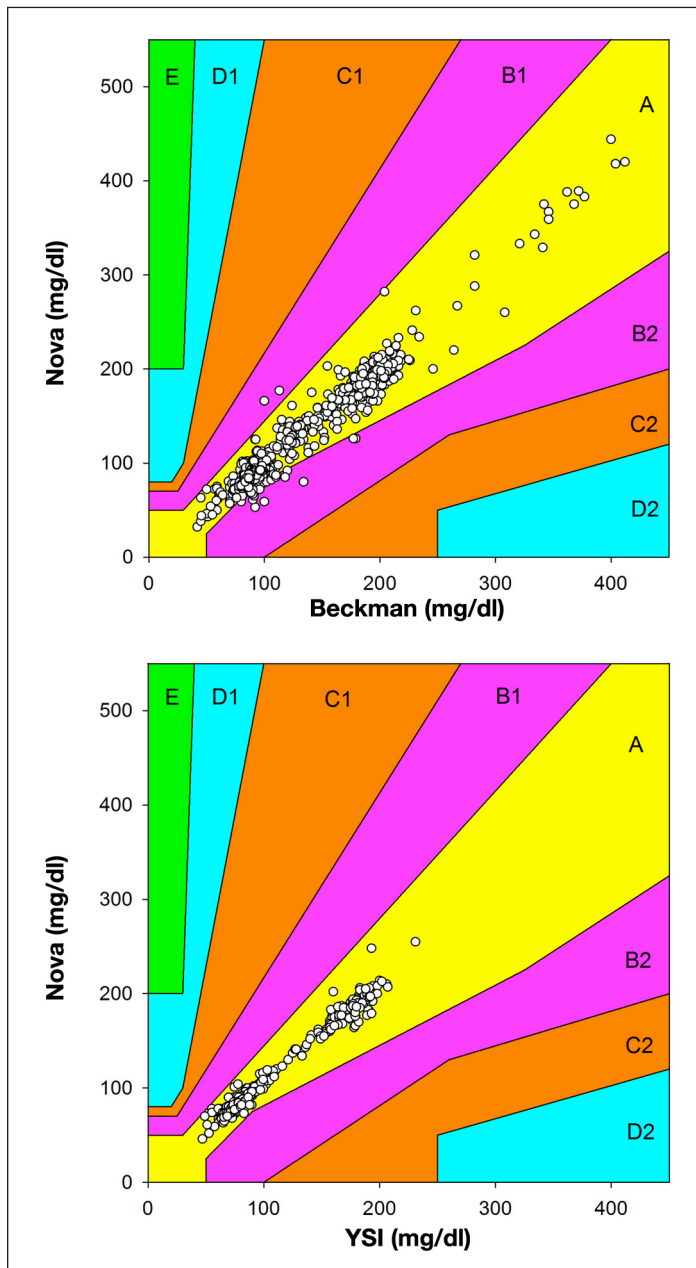 E D1 C1 B1 A
B2
C2
D2
500
400
300
200
100
0
Nova (mg/dl)
0 100 200 300 400
Beckman (mg/dl)
E D1 C1 B1
A
B2
C2
D2
500
400
300
200
100
0
Nova (mg/dl)
0 100 200 300 400
YSI (mg/dl)